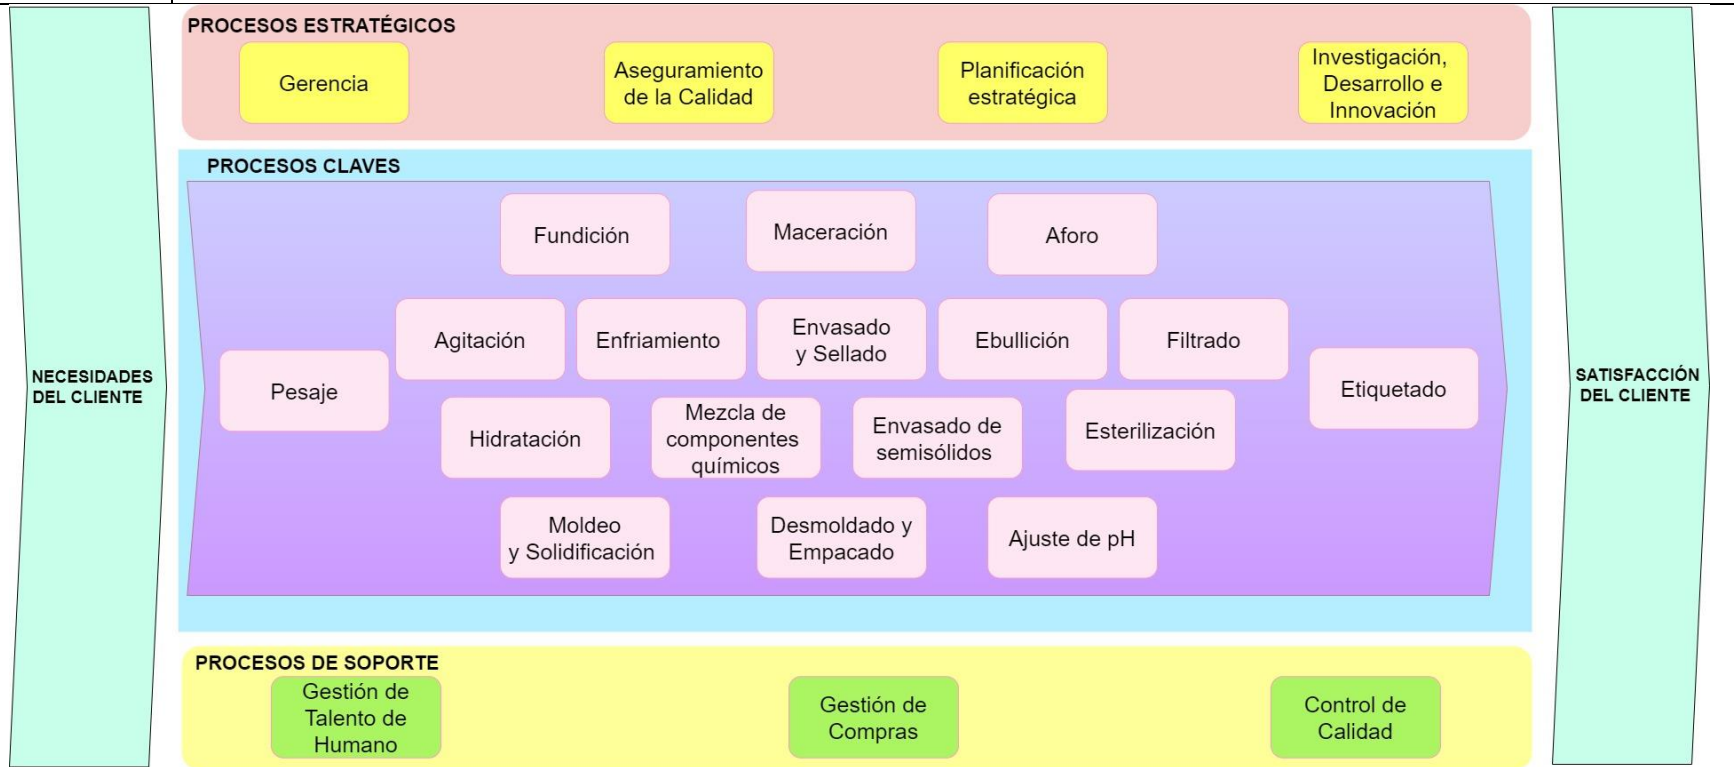 PROCESOS ESTRATÉGICOS
Gerencia
Aseguramiento
de la Calidad
Planificación
estratégica
Investigación,
Desarrollo e
Innovación
PROCESOS CLAVES
Fundición
Maceración
Aforo
Agitación
Enfriamiento
Envasado
y Sellado
Ebullición
Filtrado
Pesaje
Etiquetado
NECESIDADES
DEL CLIENTE
SATISFACCIÓN
DEL CLIENTE
Hidratación
Mezcla de
componentes
químicos
Envasado de
semisólidos
Esterilización
Moldeo
y Solidificación
Desmoldado y
Empacado
Ajuste de pH
PROCESOS DE SOPORTE
Gestión de
Talento de
Humano
Gestión de
Compras
Control de
Calidad